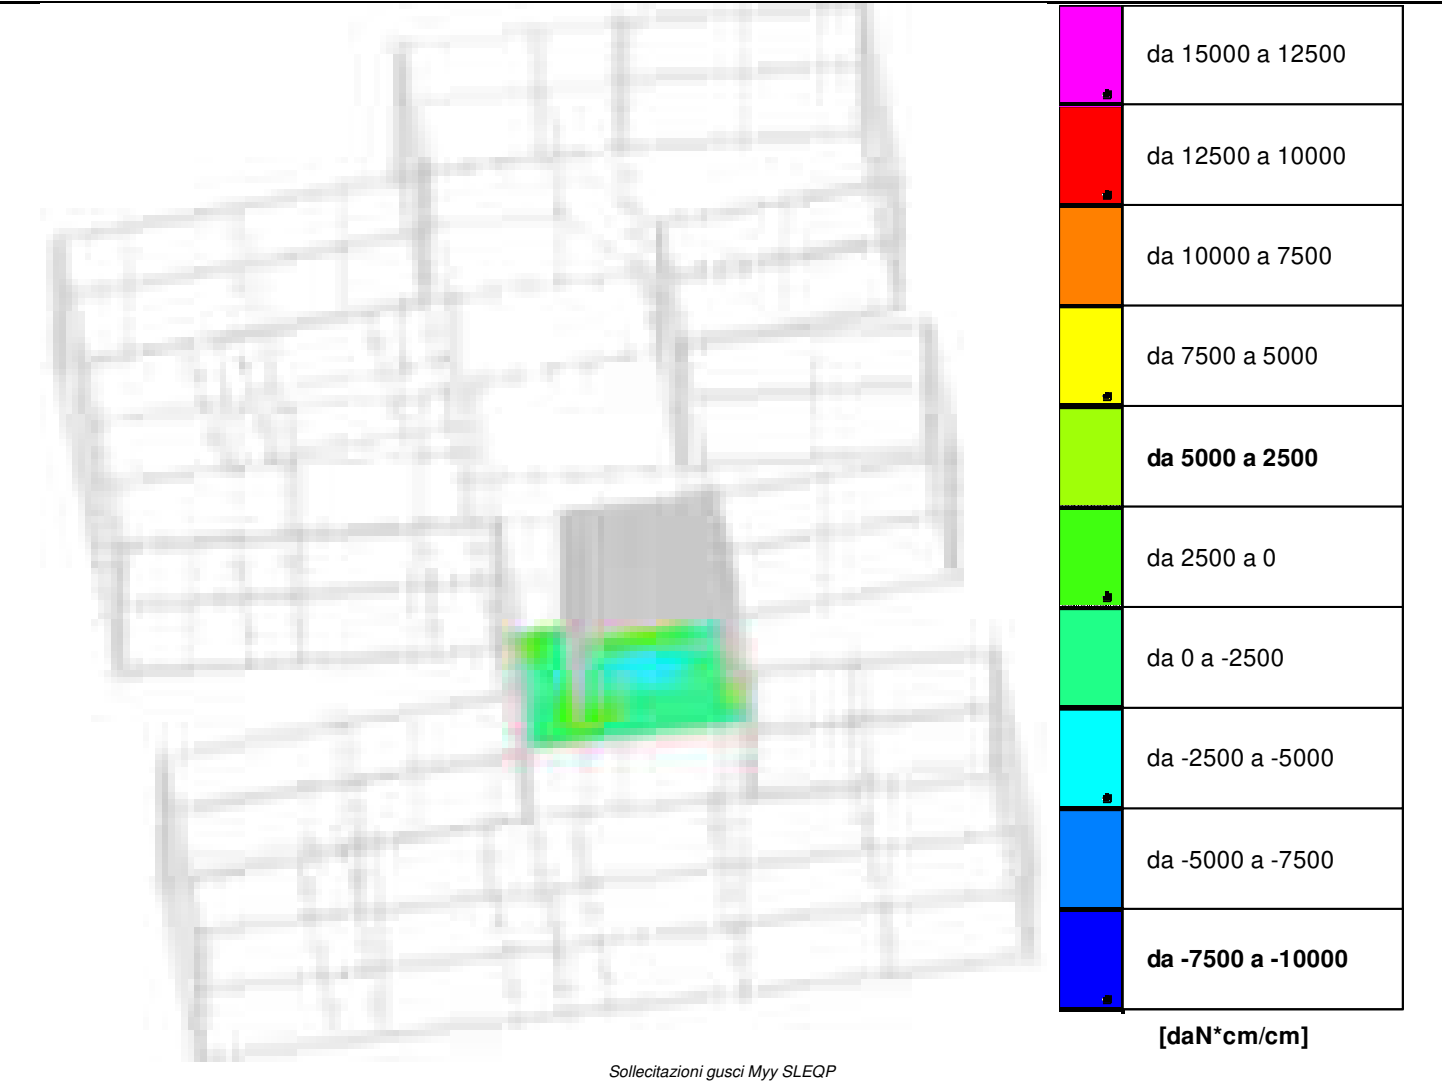 da 15000 a 12500
da 12500 a 10000
da 10000 a 7500
da 7500 a 5000
da 5000 a 2500
da 2500 a 0
da 0 a -2500
da -2500 a -5000
da -5000 a -7500
da -7500 a -10000
[daN*cm/cm]
Sollecitazioni gusci Myy SLEQP